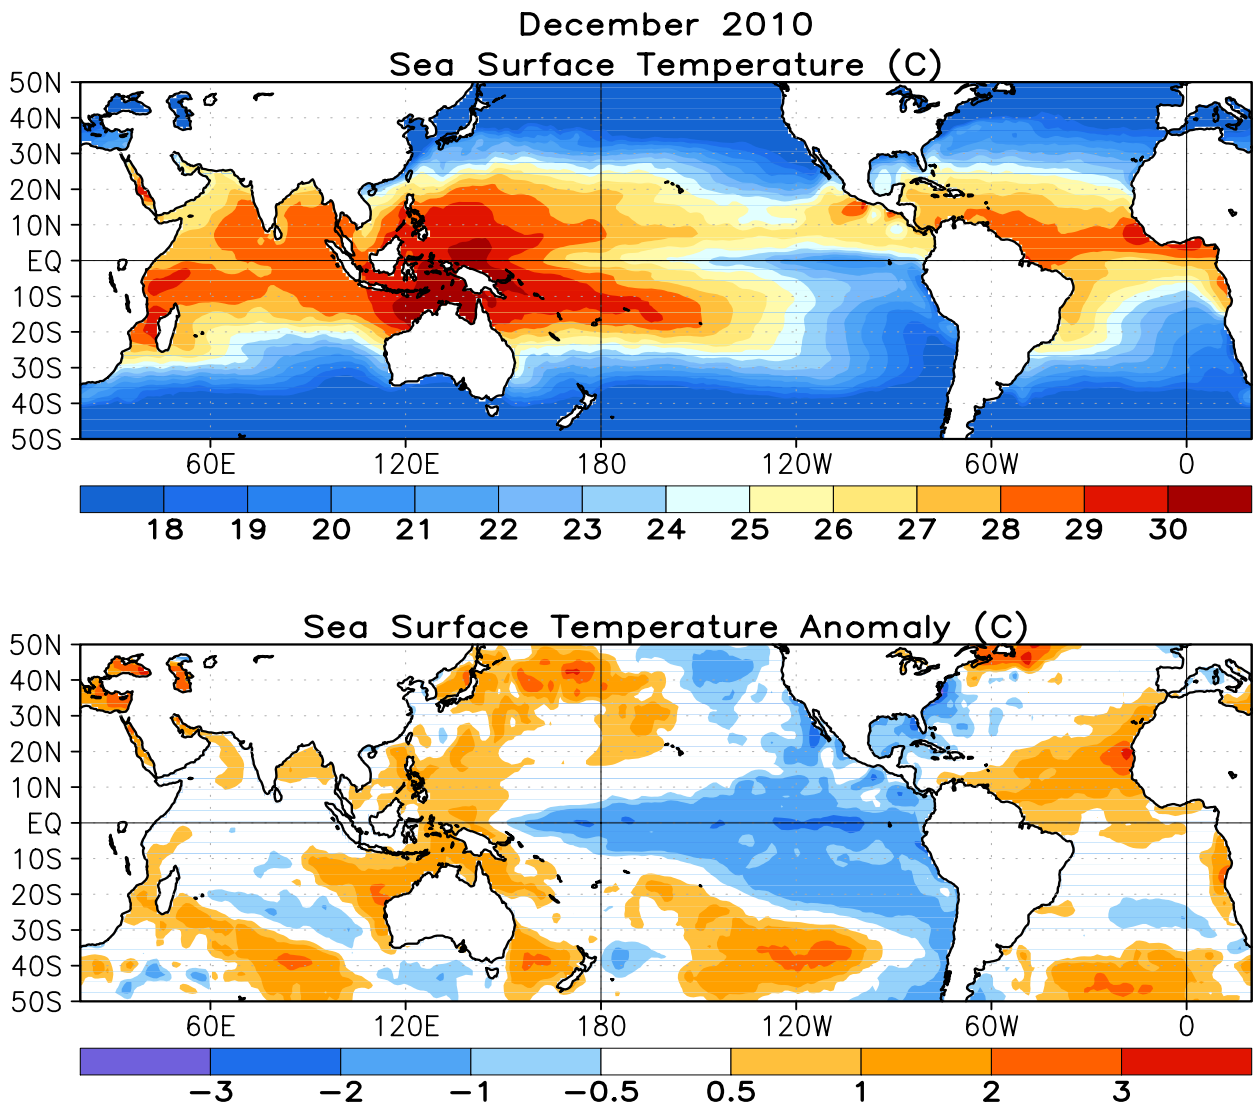 December 2010
Sea Surface Temperature (C)
50N
40N
30N
20N
10N
EQ
10S
20S
30S
40S
50S
60E 120E 180 120W 60W 0
18 19 20 21 22 23 24 25 26 27 28 29 30
Sea Surface Temperature Anomaly (C)
50N
40N
30N
20N
10N
EQ
10S
20S
30S
40S
50S
60E 120E 180 120W 60W 0
−3 −2 −1 −0.5 0.5 1 2 3